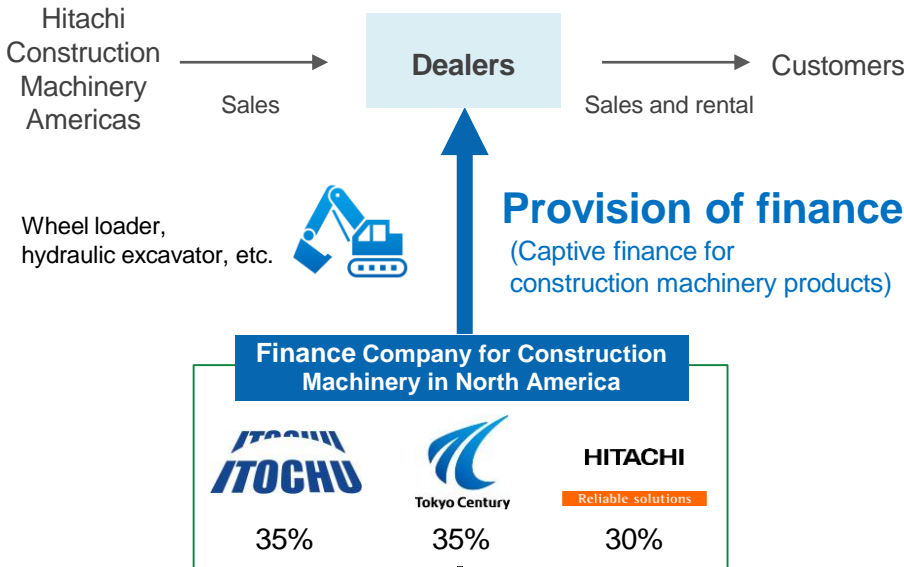 Hitachi
Construction
Machinery
Americas
Sales
Dealers
Sales and rental
Customers
Wheel loader,
hydraulic excavator, etc.
Provision of finance
(Captive finance for
construction machinery products)
Finance Company for Construction
Machinery in North America
ITOCHU
ITOCHU
Tokyo Century
HITACHI
Reliable solutions
35%
35%
30%